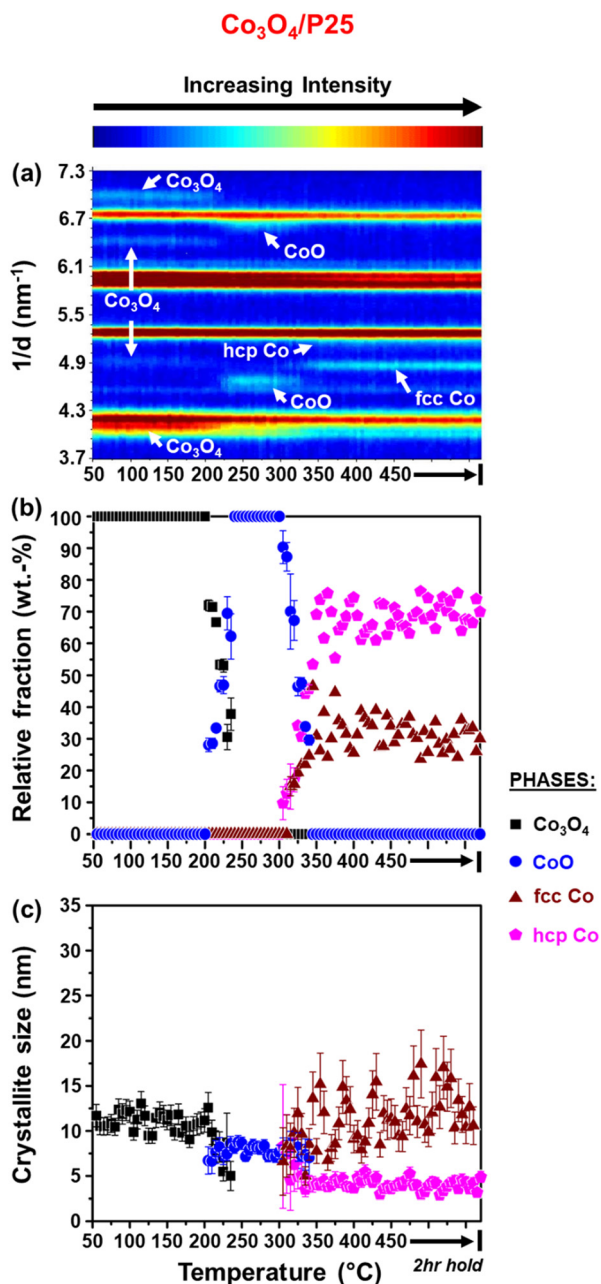 Co₃O₄/P25
Increasing Intensity
(a)
7.3
6.7
6.1
5.5
4.9
4.3
3.7
1/d (nm⁻¹)
Co₃O₄
CoO
Co₃O₄
hcp Co
CoO
fcc Co
Co₃O₄
50 100 150 200 250 300 350 400 450
(b)
100
90
80
70
60
50
40
30
20
10
0
Relative fraction (wt.-%)
50 100 150 200 250 300 350 400 450
PHASES:
Co₃O₄
CoO
fcc Co
hcp Co
(c)
35
30
25
20
15
10
5
0
Crystallite size (nm)
50 100 150 200 250 300 350 400 450
Temperature (°C)
2hr hold